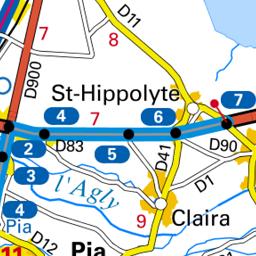 D11
7
8
D900
St-Hippolyte
4
7
6
7
2
D83
5
D41
D90
3
l'Agly
D1
4
Pia
9
Claira
D12
Pia
11